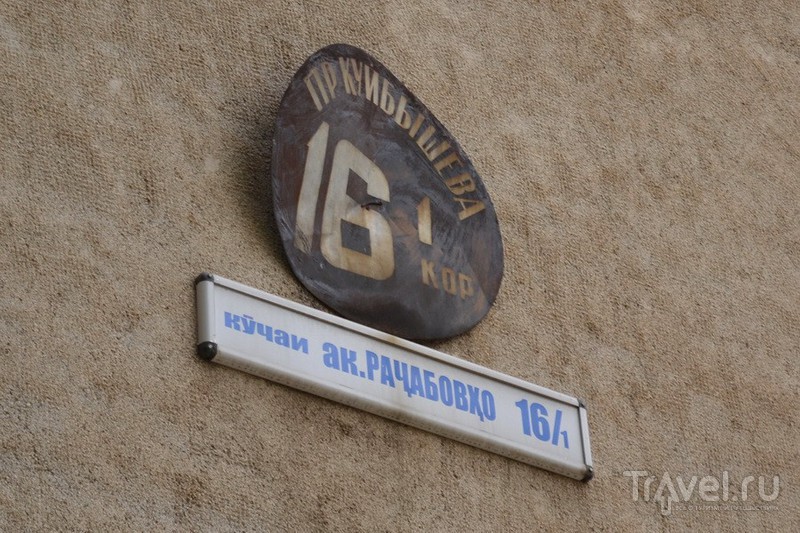 ПР КУЙБЫШЕВА
16 1
КОР
кӯчаи ак.РАҶАБОВҲО 16/1
Travel.ru